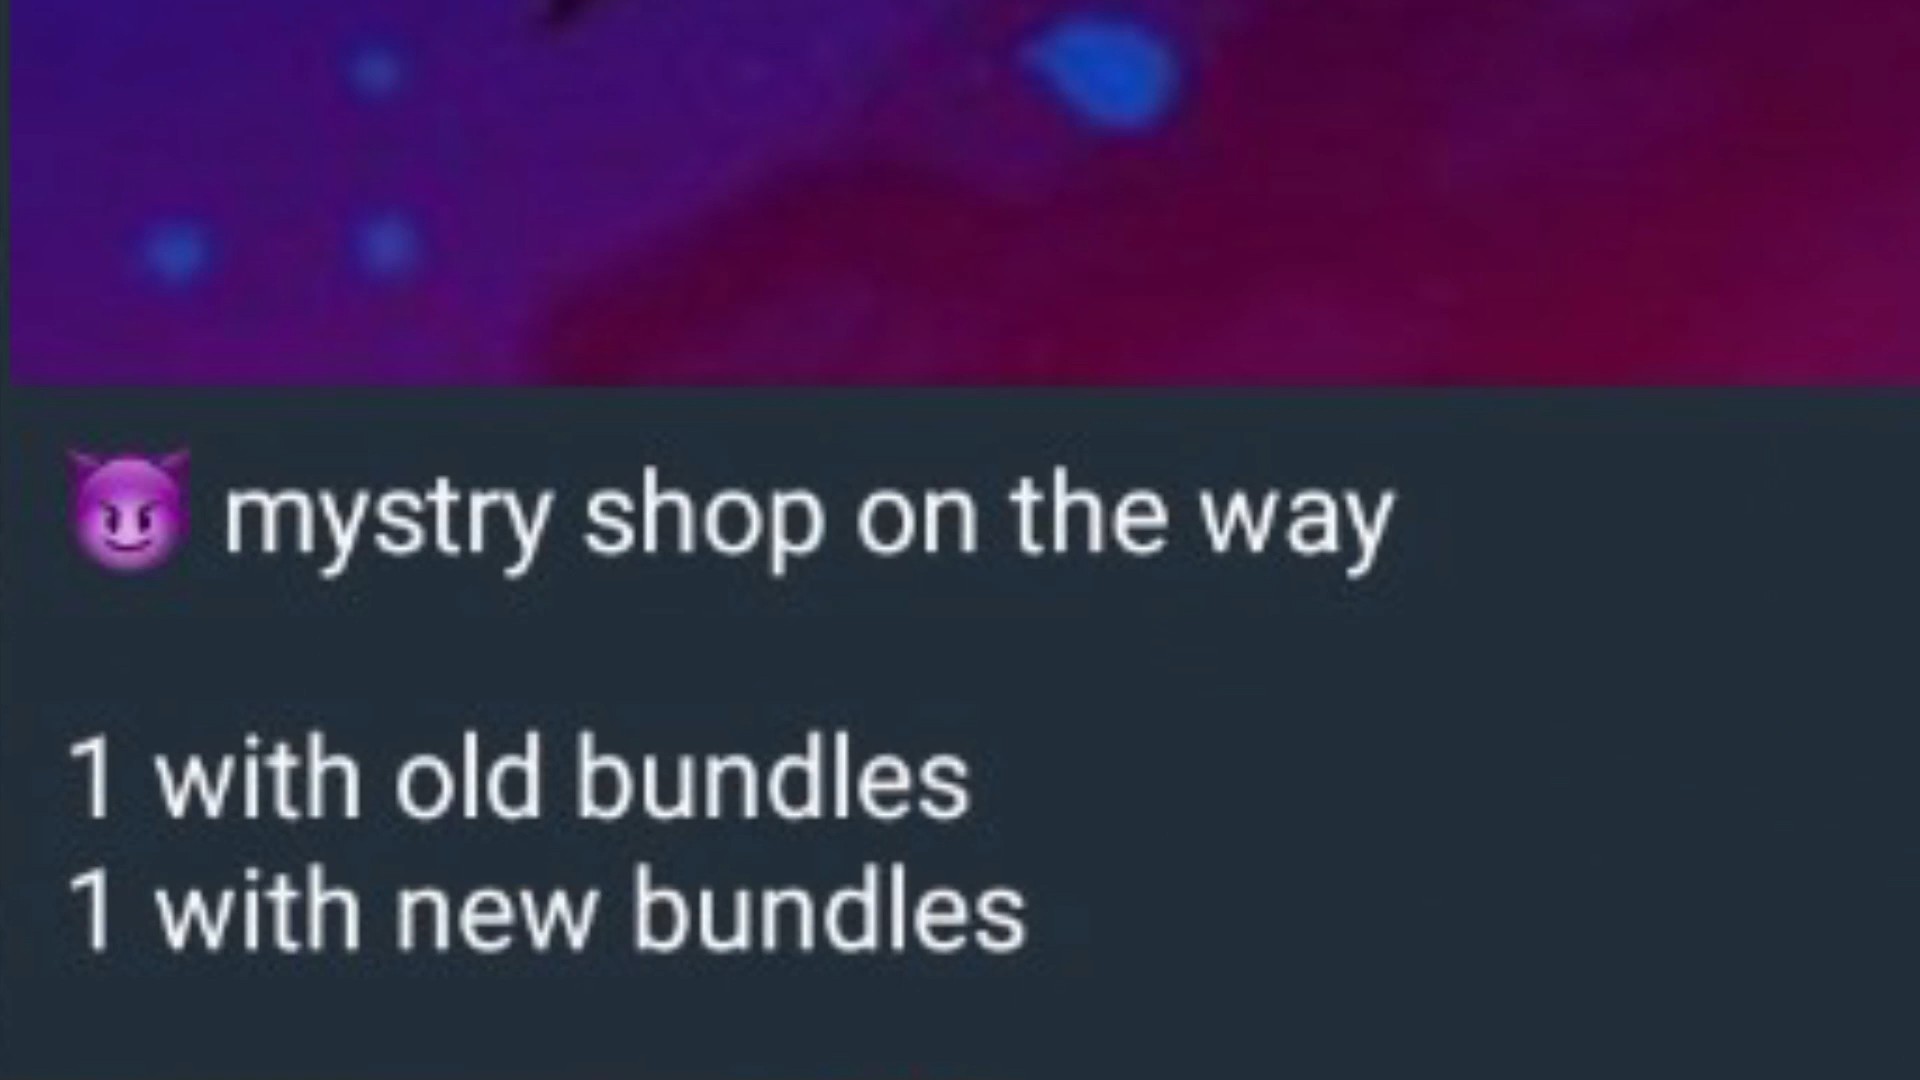 😈 mystry shop on the way
1 with old bundles
1 with new bundles